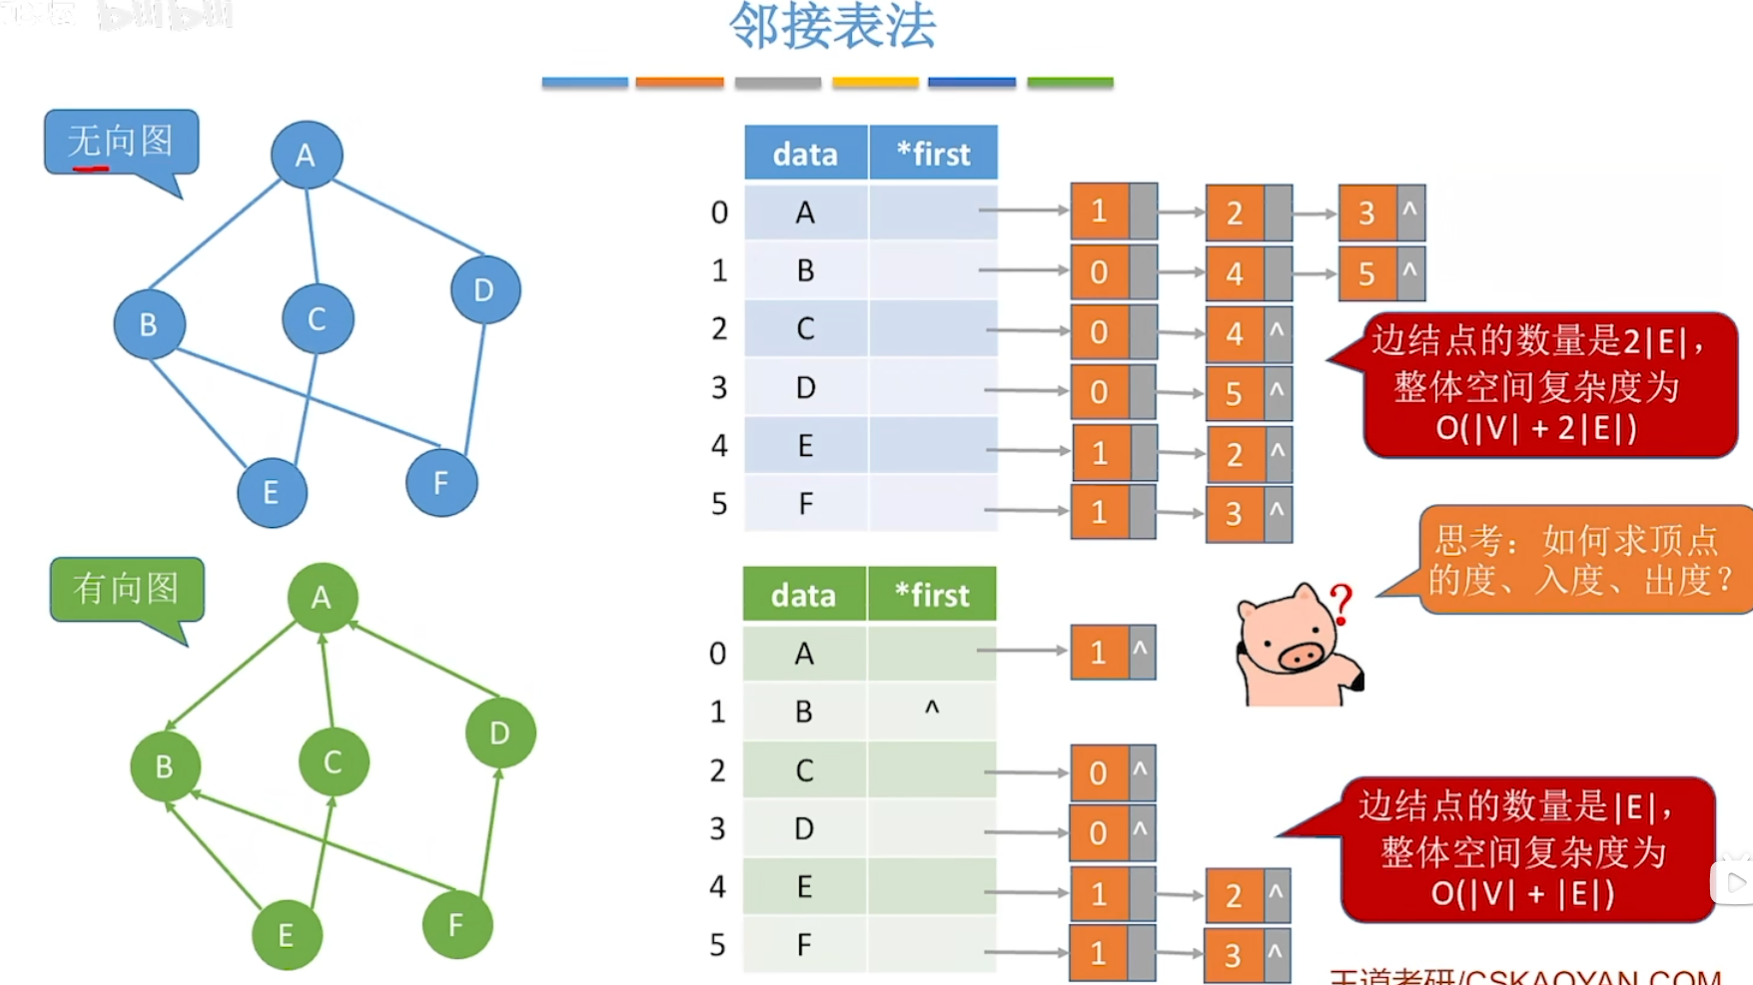 bilibili
邻接表法
无向图
A
B
C
D
E
F
data *first
0 A 1 2 3 ^
1 B 0 4 5 ^
2 C 0 4 ^
3 D 0 5 ^
4 E 1 2 ^
5 F 1 3 ^
边结点的数量是2|E|，
整体空间复杂度为
O(|V| + 2|E|)
思考：如何求顶点
的度、入度、出度？
?
有向图
A
B
C
D
E
F
data *first
0 A 1 ^
1 B ^
2 C 0 ^
3 D 0 ^
4 E 1 2 ^
5 F 1 3 ^
边结点的数量是|E|，
整体空间复杂度为
O(|V| + |E|)
王道考研/CSKAOYAN.COM